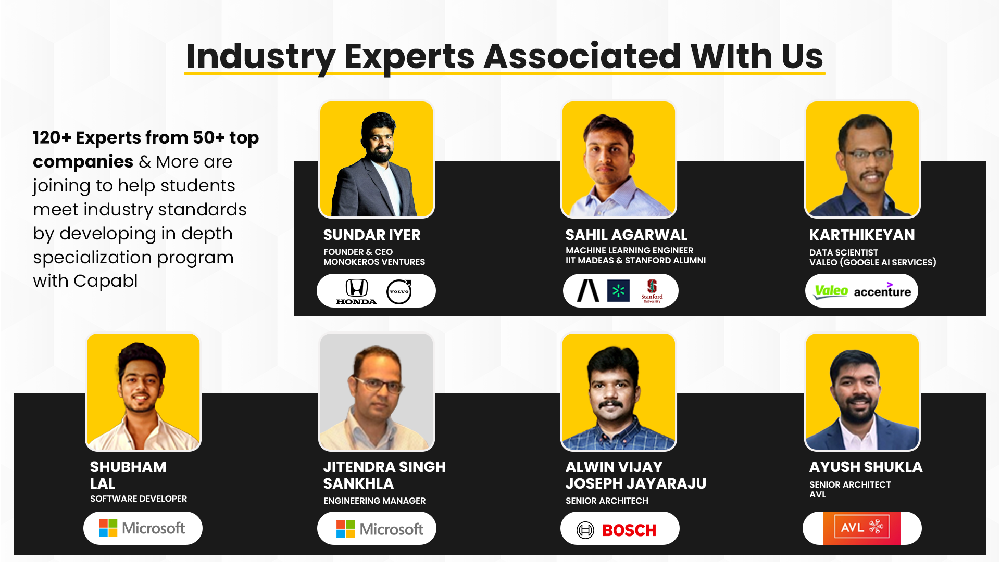 Industry Experts Associated WIth Us
120+ Experts from 50+ top
companies & More are
joining to help students
meet industry standards
by developing in depth
specialization program
with Capabl
SUNDAR IYER
FOUNDER & CEO
MONOKEROS VENTURES
HONDA
VOLVO
SAHIL AGARWAL
MACHINE LEARNING ENGINEER
IIT MADEAS & STANFORD ALUMNI
S
Stanford
University
KARTHIKEYAN
DATA SCIENTIST
VALEO (GOOGLE AI SERVICES)
Valeo
accenture
SHUBHAM
LAL
SOFTWARE DEVELOPER
Microsoft
JITENDRA SINGH
SANKHLA
ENGINEERING MANAGER
Microsoft
ALWIN VIJAY
JOSEPH JAYARAJU
SENIOR ARCHITECH
BOSCH
AYUSH SHUKLA
SENIOR ARCHITECT
AVL
AVL